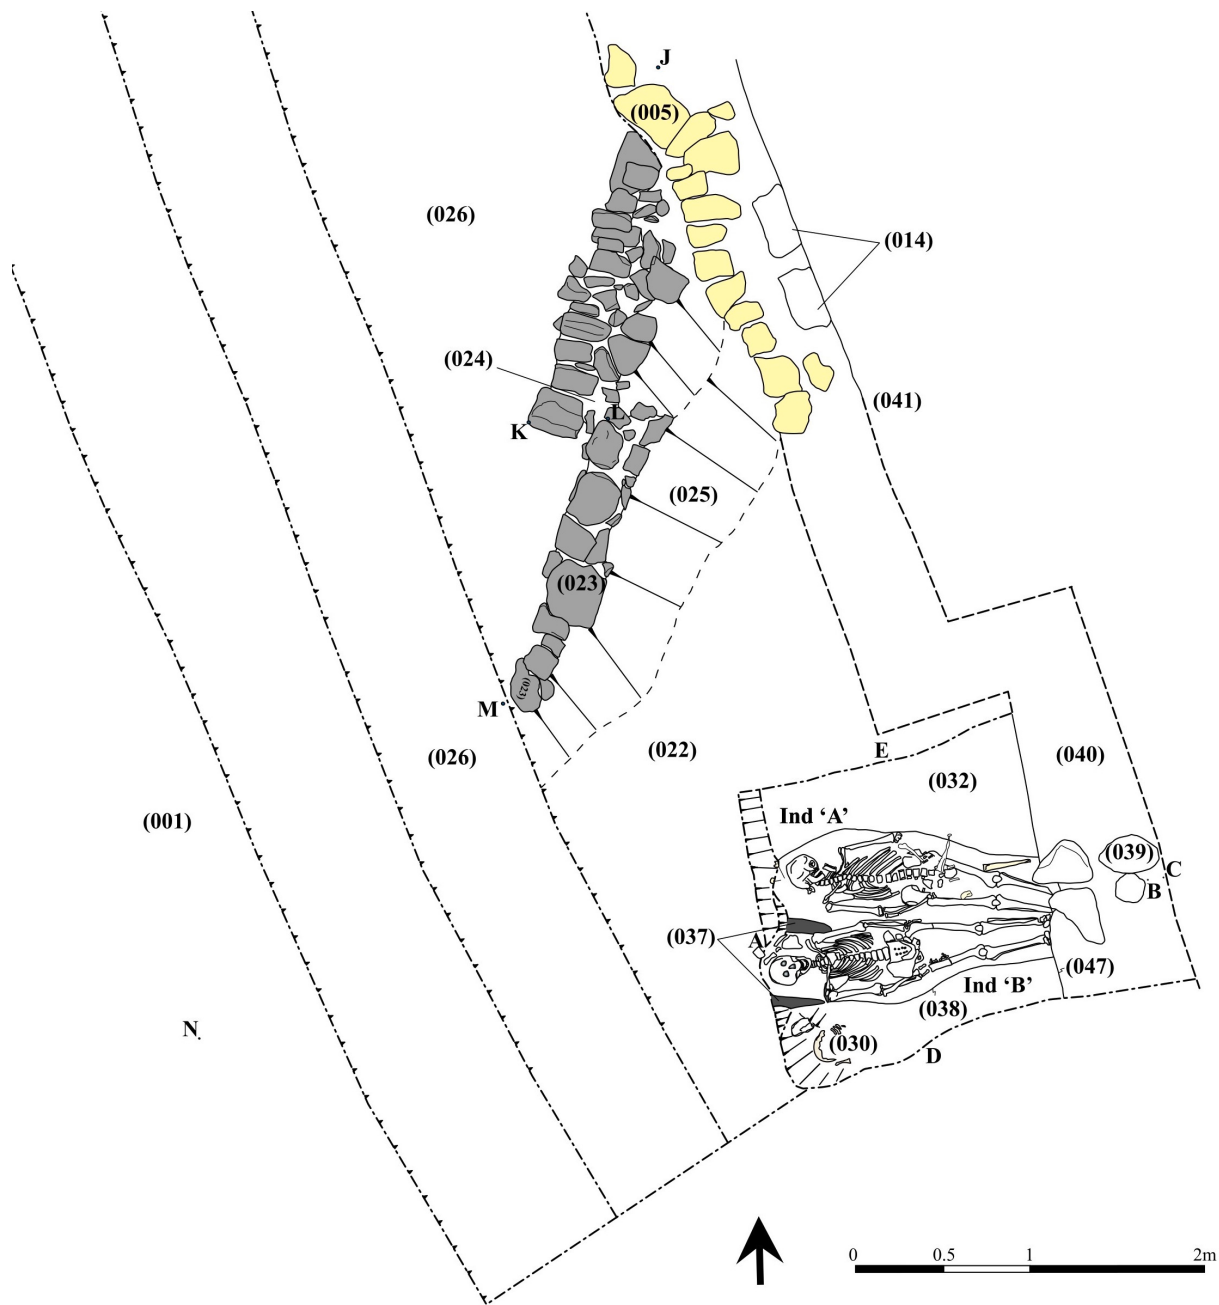 J
(005)
(026)
(014)
(024)
(041)
L
K
(025)
(023)
(023)
M
(022)
E
(026)
(032)
(040)
(001)
Ind ‘A’
(039)
B
C
(037)
A
(047)
Ind ‘B’
(038)
N
(030)
D
0 0.5 1 2m